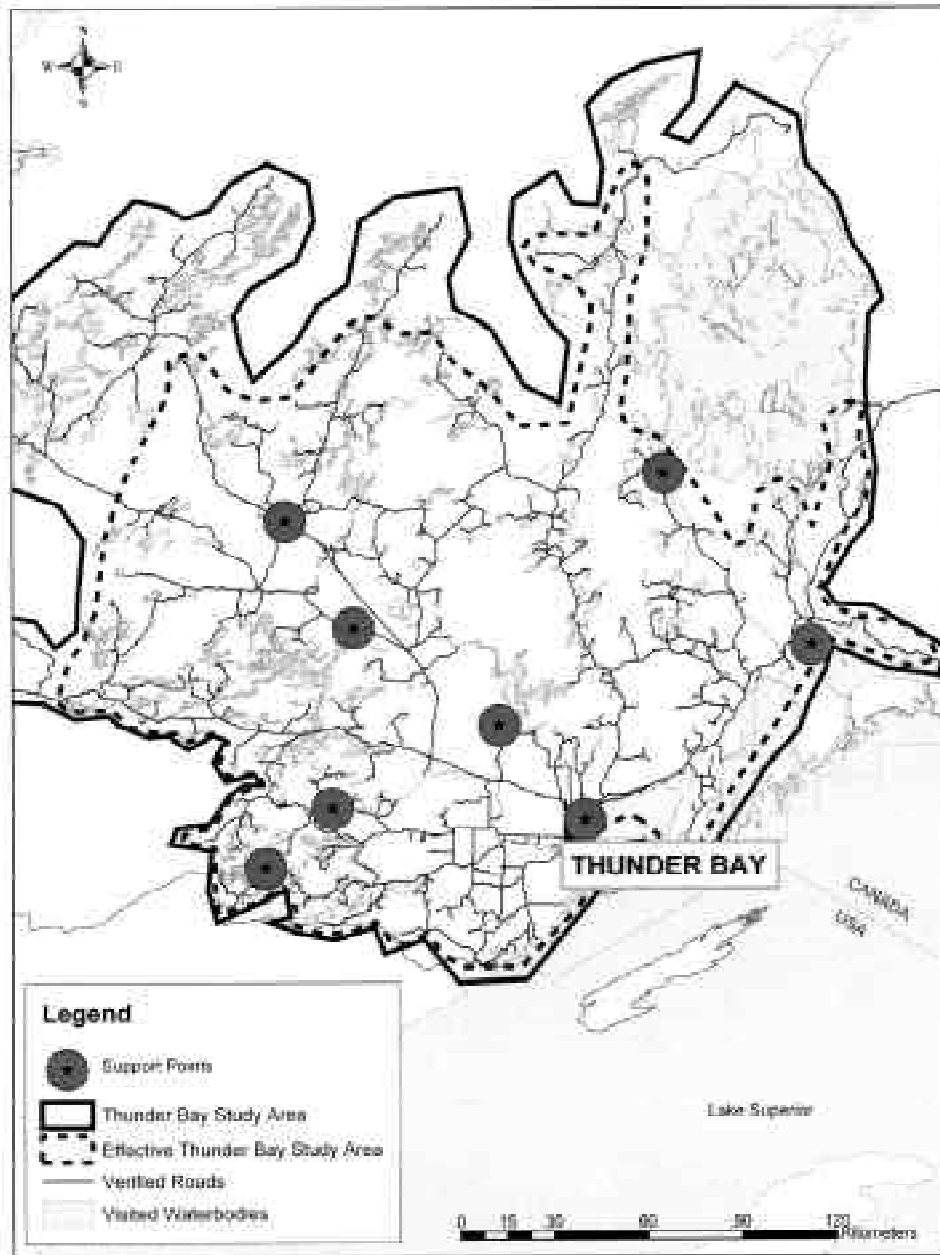 N
W
S
THUNDER BAY
CANADA
USA
Legend
Support Points
Thunder Bay Study Area
Effective Thunder Bay Study Area
Verified Roads
Visited Waterbodies
Lake Superior
0 15 30 60 90 120
Kilometers